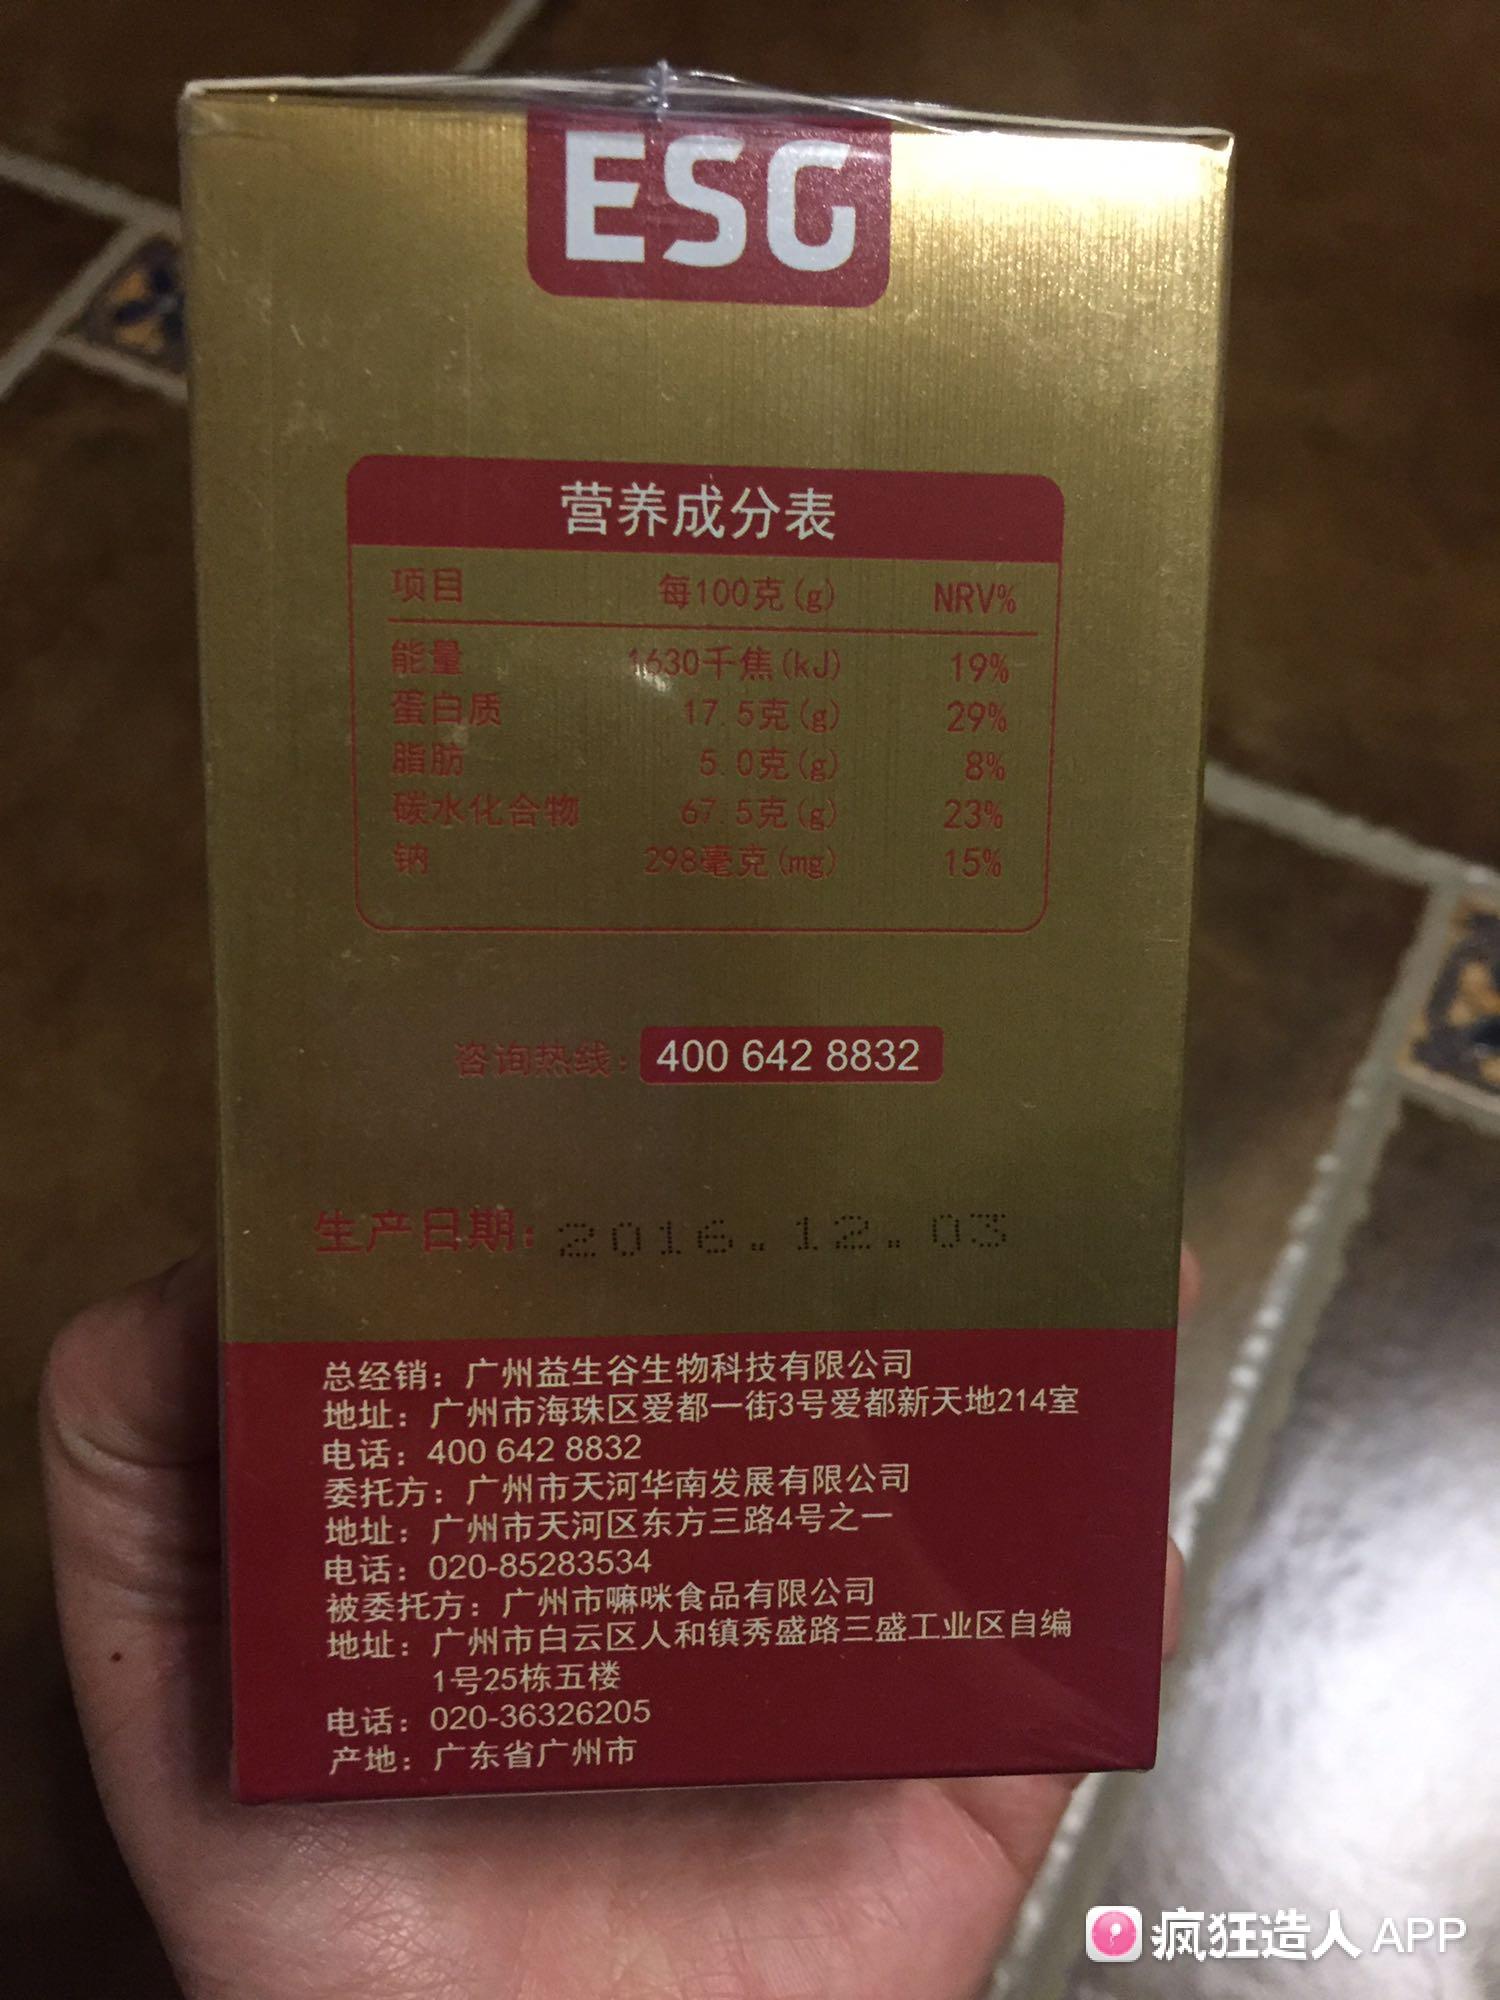 ESG
营养成分表
项目 每100克(g) NRV%
能量 1630千焦(kJ) 19%
蛋白质 17.5克(g) 29%
脂肪 5.0克(g) 8%
碳水化合物 67.5克(g) 23%
钠 298毫克(mg) 15%
咨询热线: 400 642 8832
生产日期: 2016.12.03
总经销: 广州益生谷生物科技有限公司
地址: 广州市海珠区爱都一街3号爱都新天地214室
电话: 400 642 8832
委托方: 广州市天河华南发展有限公司
地址: 广州市天河区东方三路4号之一
电话: 020-85283534
被委托方: 广州市嘛咪食品有限公司
地址: 广州市白云区人和镇秀盛路三盛工业区自编
1号25栋五楼
电话: 020-36326205
产地: 广东省广州市
疯狂造人 APP